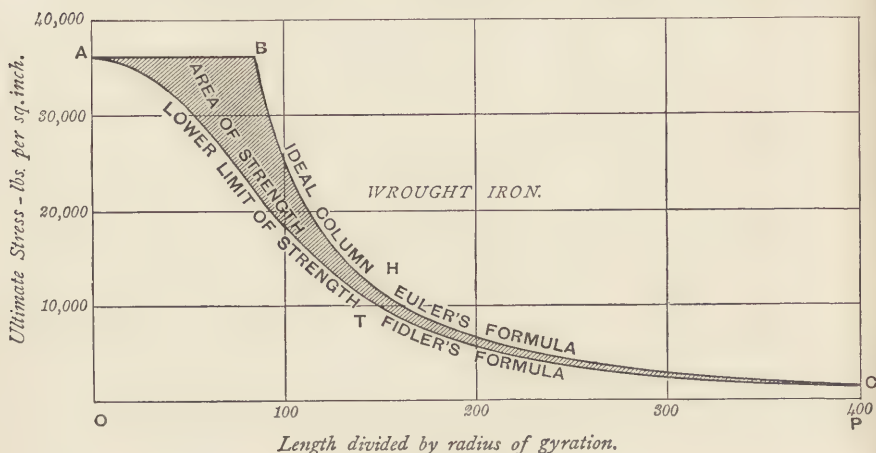 40,000
A
B
AREA OF STRENGTH
LOWER LIMIT OF STRENGTH
IDEAL COLUMN
30,000
WROUGHT IRON.
20,000
H
EULER'S FORMULA
10,000
T
FIDLER'S FORMULA
C
O
100
200
300
400
P
Ultimate Stress - lbs. per sq. inch.
Length divided by radius of gyration.